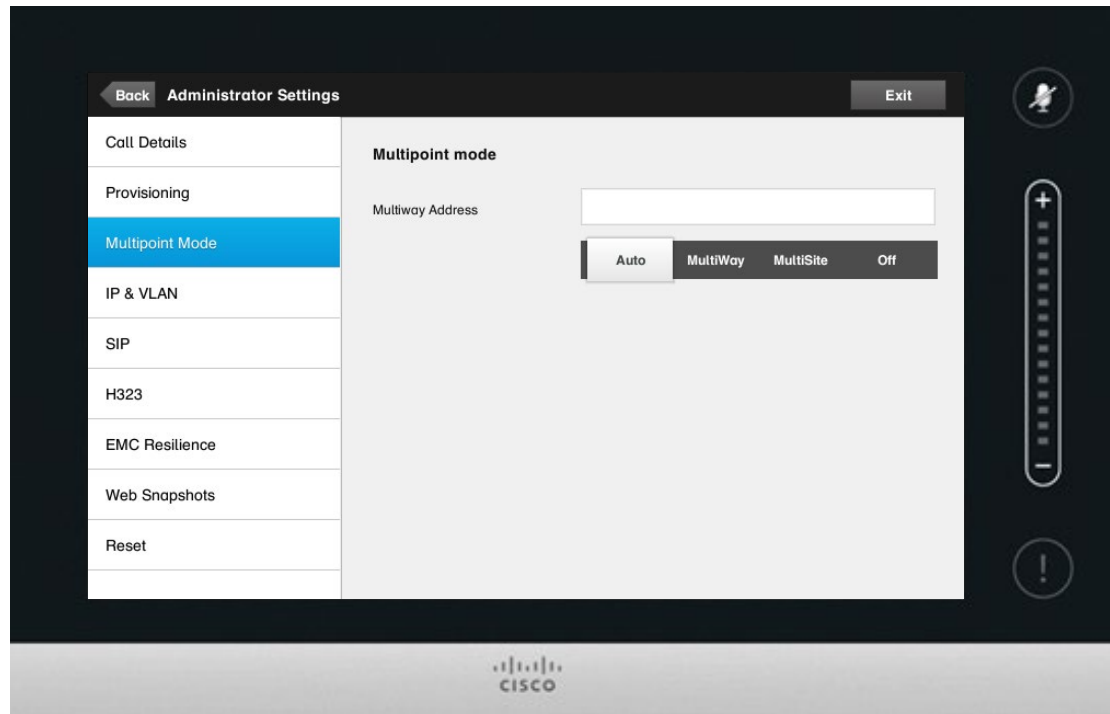 Back Administrator Settings Exit
Call Details
Provisioning
Multipoint Mode
IP & VLAN
SIP
H323
EMC Resilience
Web Snapshots
Reset
Multipoint mode
Multiway Address
Auto MultiWay MultiSite Off
+
−
!
CISCO